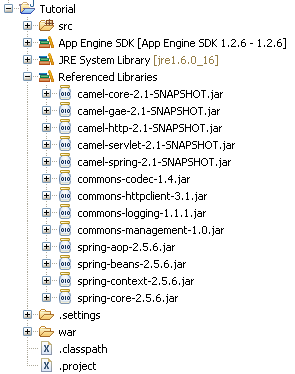 Tutorial
src
App Engine SDK [App Engine SDK 1.2.6 - 1.2.6]
JRE System Library [jre1.6.0_16]
Referenced Libraries
camel-core-2.1-SNAPSHOT.jar
camel-gae-2.1-SNAPSHOT.jar
camel-http-2.1-SNAPSHOT.jar
camel-servlet-2.1-SNAPSHOT.jar
camel-spring-2.1-SNAPSHOT.jar
commons-codec-1.4.jar
commons-httpclient-3.1.jar
commons-logging-1.1.1.jar
commons-management-1.0.jar
spring-aop-2.5.6.jar
spring-beans-2.5.6.jar
spring-context-2.5.6.jar
spring-core-2.5.6.jar
.settings
war
.classpath
.project